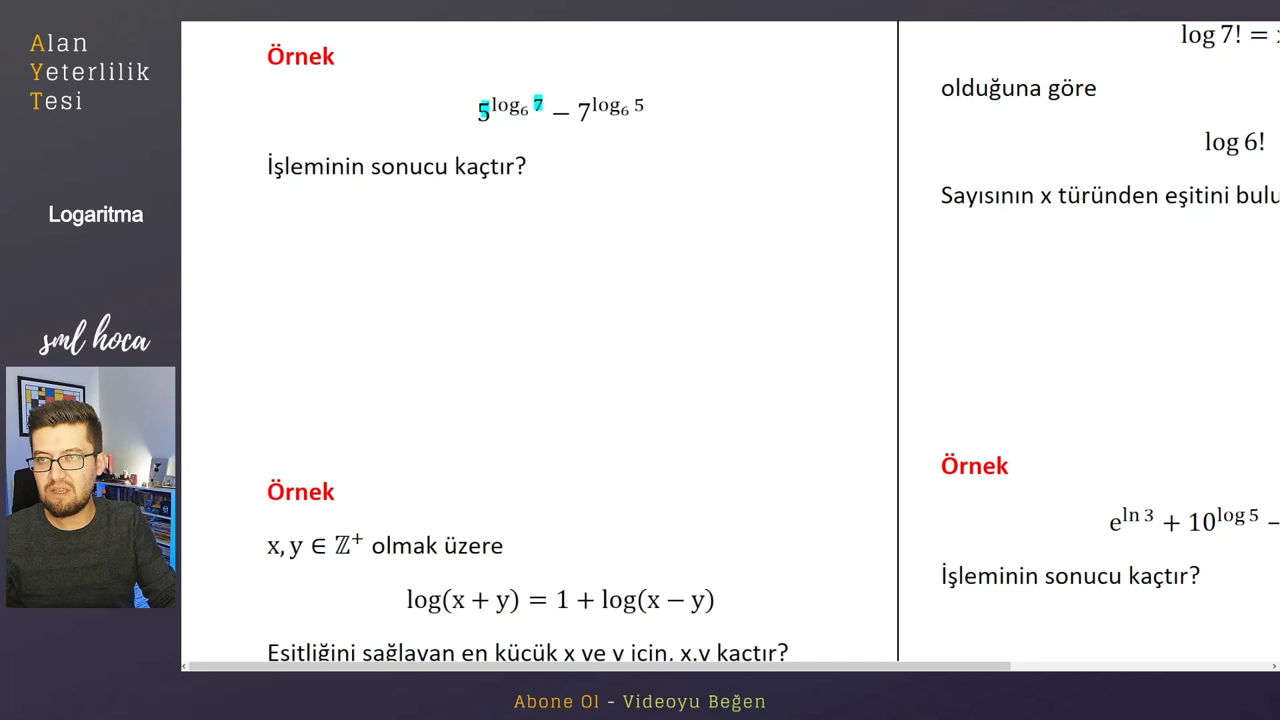 Alan
Yeterlilik
Tesi
Logaritma
sml hoca
Örnek
5^{log₆ 7} − 7^{log₆ 5}
İşleminin sonucu kaçtır?
Örnek
x, y ∈ ℤ⁺ olmak üzere
log(x + y) = 1 + log(x − y)
Eşitliğini sağlayan en küçük x ve y için, x.y kaçtır?
log 7! =
olduğuna göre
log 6!
Sayısının x türünden eşitini
Örnek
e^{ln 3} + 10^{log 5} −
İşleminin sonucu kaçtır?
Abone Ol - Videoyu Beğen